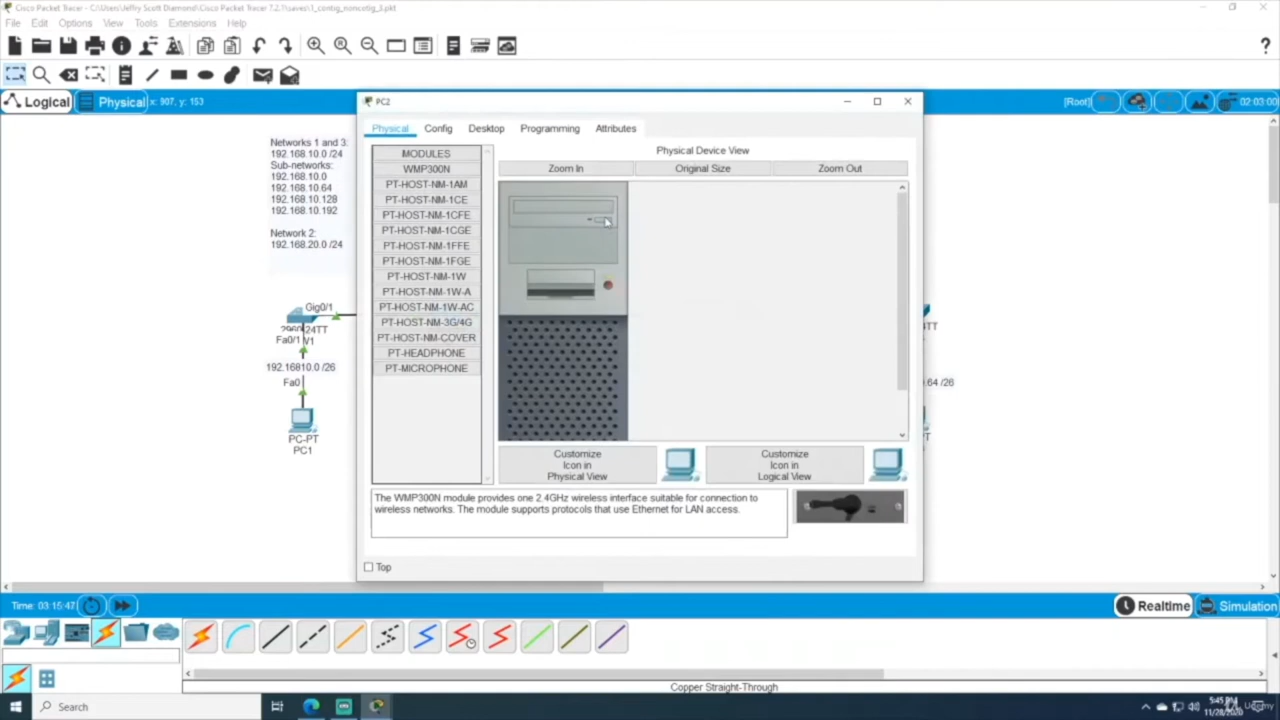 Cisco Packet Tracer - C:\Users\Jeffry Scott Diamond\Cisco Packet Tracer 7.2.1\saves\1_contig_noncotig_3.pkt
File Edit Options View Tools Extensions Help
?
Logical Physical x: 907, y: 153
[Root] 02:03:00
Networks 1 and 3:
192.168.10.0 /24
Sub-networks:
192.168.10.0
192.168.10.64
192.168.10.128
192.168.10.192
Network 2:
192.168.20.0 /24
Gig0/1
24TT
Fa0/1
192.16810.0 /26
Fa0
PC-PT
PC1
PC2
Physical Config Desktop Programming Attributes
MODULES
WMP300N
PT-HOST-NM-1AM
PT-HOST-NM-1CE
PT-HOST-NM-1CFE
PT-HOST-NM-1CGE
PT-HOST-NM-1FFE
PT-HOST-NM-1FGE
PT-HOST-NM-1W
PT-HOST-NM-1W-A
PT-HOST-NM-1W-AC
PT-HOST-NM-3G/4G
PT-HOST-NM-COVER
PT-HEADPHONE
PT-MICROPHONE
Physical Device View
Zoom In Original Size Zoom Out
Customize
Icon in
Physical View
Customize
Icon in
Logical View
The WMP300N module provides one 2.4GHz wireless interface suitable for connection to
wireless networks. The module supports protocols that use Ethernet for LAN access.
Top
TT
.64 /26
T
Time: 03:15:47
Realtime Simulation
Copper Straight-Through
Search
5:45 PM
11/28/2020
Udemy